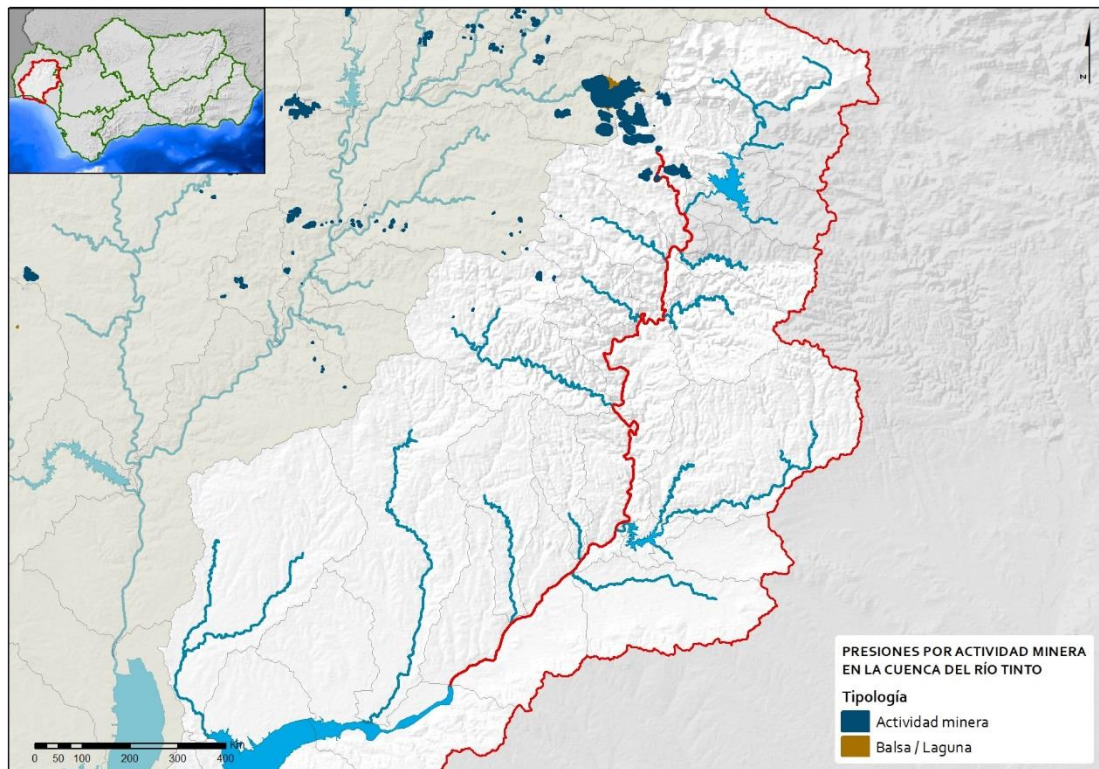 N
PRESIONES POR ACTIVIDAD MINERA
EN LA CUENCA DEL RÍO TINTO
Tipología
Actividad minera
Balsa / Laguna
Km
0 50 100 200 300 400